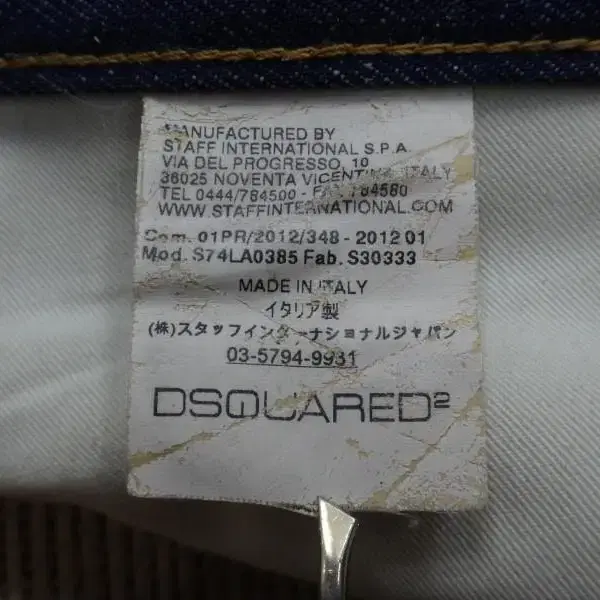 MANUFACTURED BY
STAFF INTERNATIONAL S.P.A.
VIA DEL PROGRESSO, 10
36025 NOVENTA VICENTINA ITALY
TEL 0444/784500 - FAX 784560
WWW.STAFFINTERNATIONAL.COM
Com. 01PR/2012/348 - 2012 01
Mod. S74LA0385 Fab. S30333
MADE IN ITALY
イタリア製
(株)スタッフインターナショナルジャパン
03-5794-9931
DSQUARED²